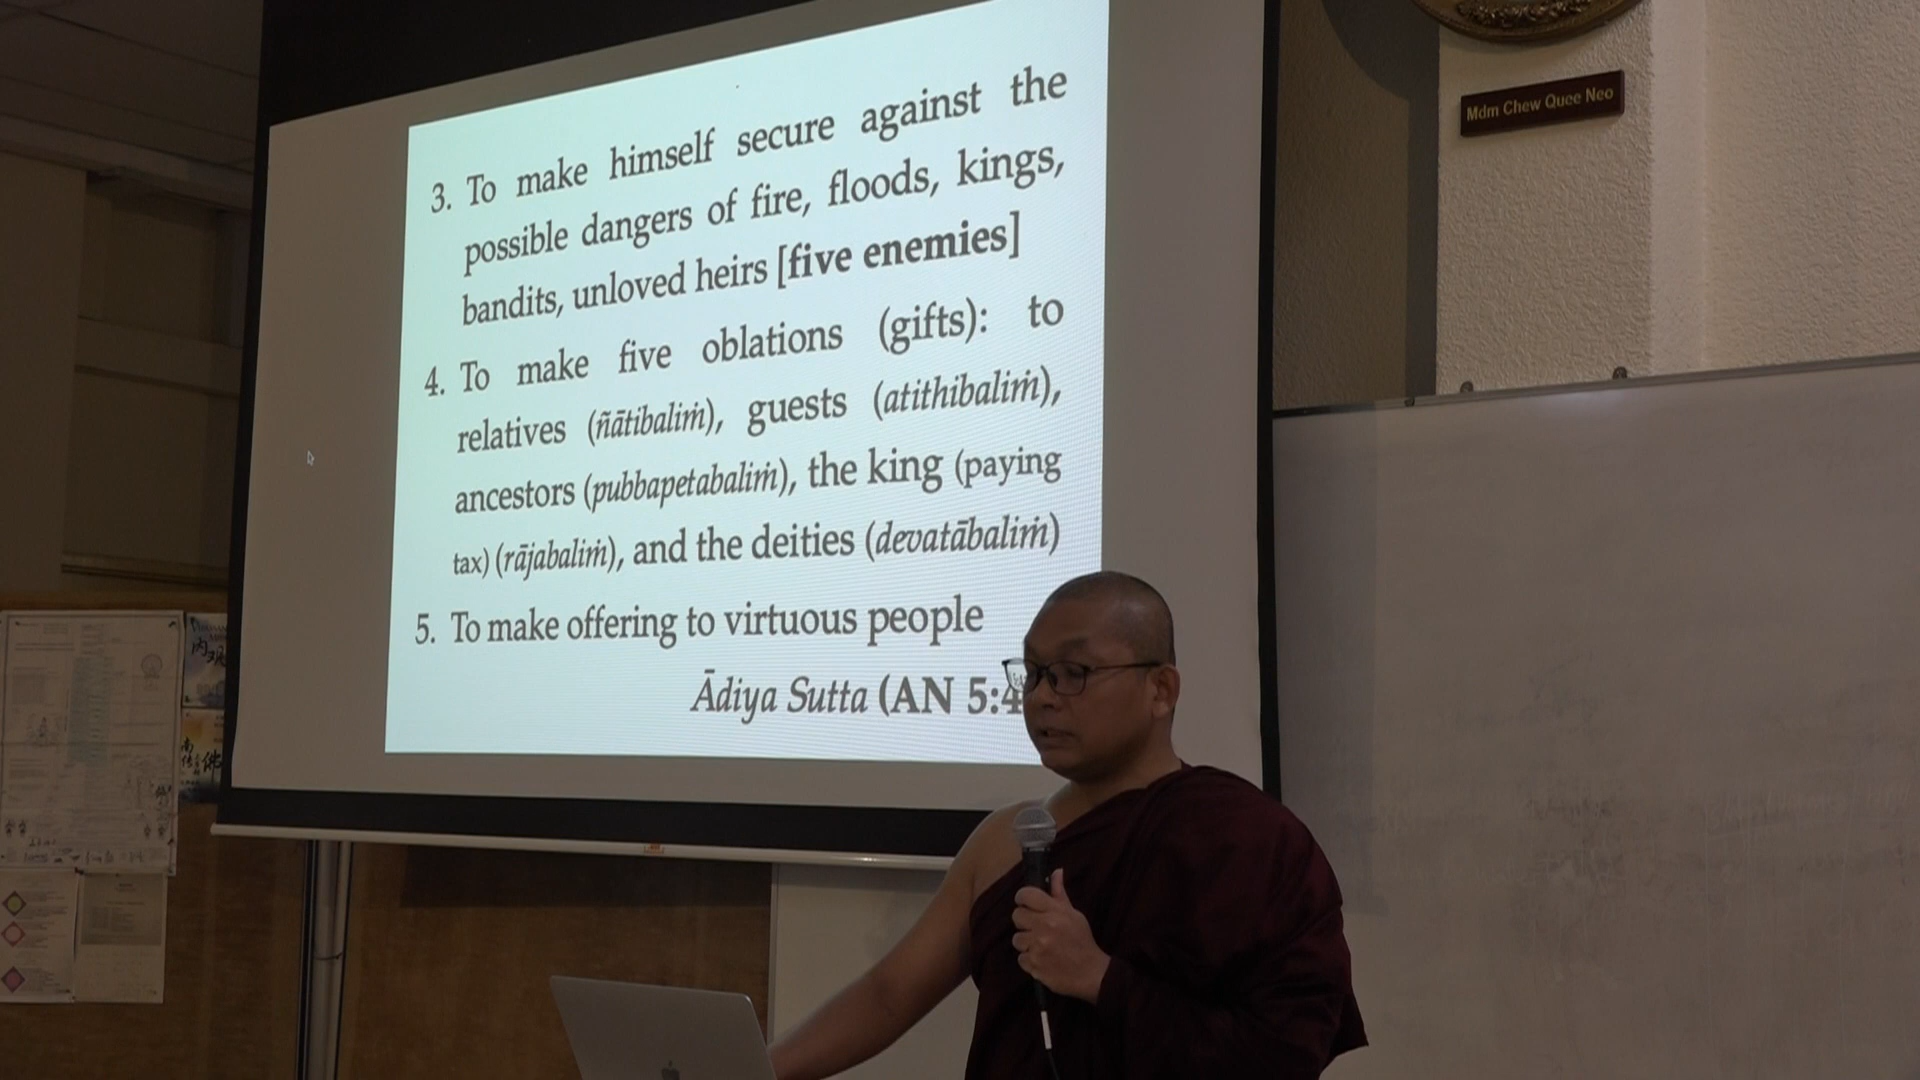 3. To make himself secure against the
possible dangers of fire, floods, kings,
bandits, unloved heirs [five enemies]
4. To make five oblations (gifts): to
relatives (ñātibaliṁ), guests (atithibaliṁ),
ancestors (pubbapetabaliṁ), the king (paying
tax) (rājabaliṁ), and the deities (devatābaliṁ)
5. To make offering to virtuous people
Ādiya Sutta (AN 5:4
Mdm Chew Quee Neo